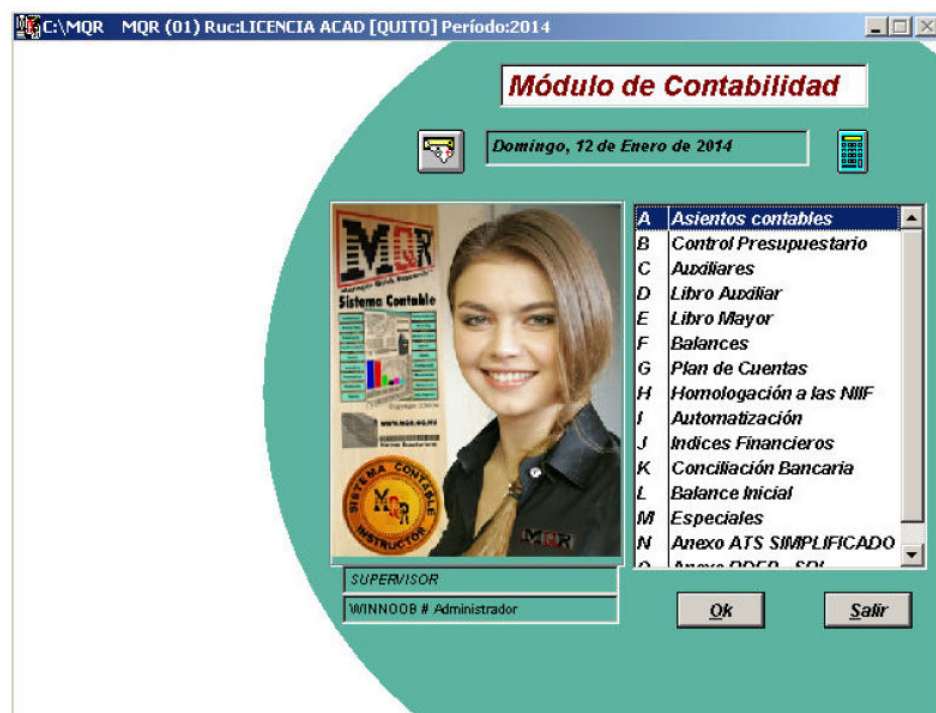 C:\MQR MQR (01) Ruc:LICENCIA ACAD [QUITO] Período:2014
Módulo de Contabilidad
Domingo, 12 de Enero de 2014
MQR
Sistema Contable
SISTEMA CONTABLE
MQR
INSTRUCTOR
MQR
A Asientos contables
B Control Presupuestario
C Auxiliares
D Libro Auxiliar
E Libro Mayor
F Balances
G Plan de Cuentas
H Homologación a las NIIF
I Automatización
J Indices Financieros
K Conciliación Bancaria
L Balance Inicial
M Especiales
N Anexo ATS SIMPLIFICADO
SUPERVISOR
WINNOOB # Administrador
Ok
Salir